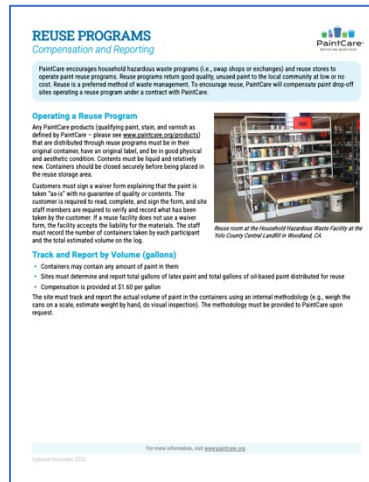 REUSE PROGRAMS
Compensation and Reporting
PaintCare
RECYCLING MADE EASY
PaintCare encourages household hazardous waste programs (i.e., swap shops or exchanges) and reuse stores to
operate paint reuse programs. Reuse programs return good quality, unused paint to the local community at low or no
cost. Reuse is a preferred method of waste management. To encourage reuse, PaintCare will compensate paint drop-off
sites operating a reuse program under a contract with PaintCare.
Operating a Reuse Program
Any PaintCare products (qualifying paint, stain, and varnish as
defined by PaintCare – please see www.paintcare.org/products)
that are distributed through reuse programs must be in their
original container, have an original label, and be in good physical
and aesthetic condition. Contents must be liquid and relatively
new. Containers should be closed securely before being placed in
the reuse storage area.
Customers must sign a waiver form explaining that the paint is
taken "as-is" with no guarantee of quality or contents. The
customer is required to read, complete, and sign the form, and site
staff members are required to verify and record what has been
taken by the customer. If a reuse facility does not use a waiver
form, the facility accepts the liability for the materials. The staff
must record the number of containers taken by each participant
and the total estimated volume on the log.
Reuse room at the Household Hazardous Waste Facility at the
Yolo County Central Landfill in Woodland, CA.
Track and Report by Volume (gallons)
• Containers may contain any amount of paint in them
• Sites must determine and report total gallons of latex paint and total gallons of oil-based paint distributed for reuse
• Compensation is provided at $1.60 per gallon
The site must track and report the actual volume of paint in the containers using an internal methodology (e.g., weigh the
cans on a scale, estimate weight by hand, do visual inspection). The methodology must be provided to PaintCare upon
request.
For more information, visit www.paintcare.org.